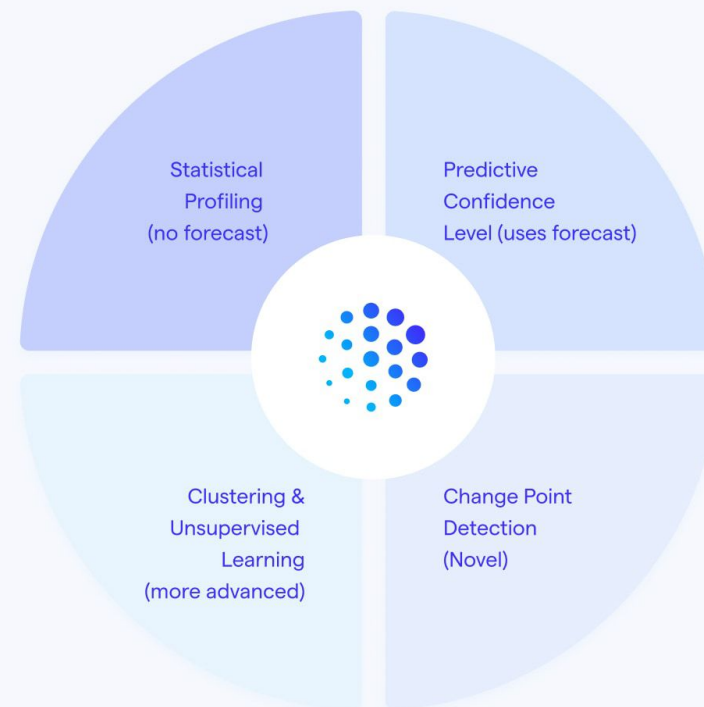 Statistical
Profiling
(no forecast)
Predictive
Confidence
Level (uses forecast)
Clustering &
Unsupervised
Learning
(more advanced)
Change Point
Detection
(Novel)